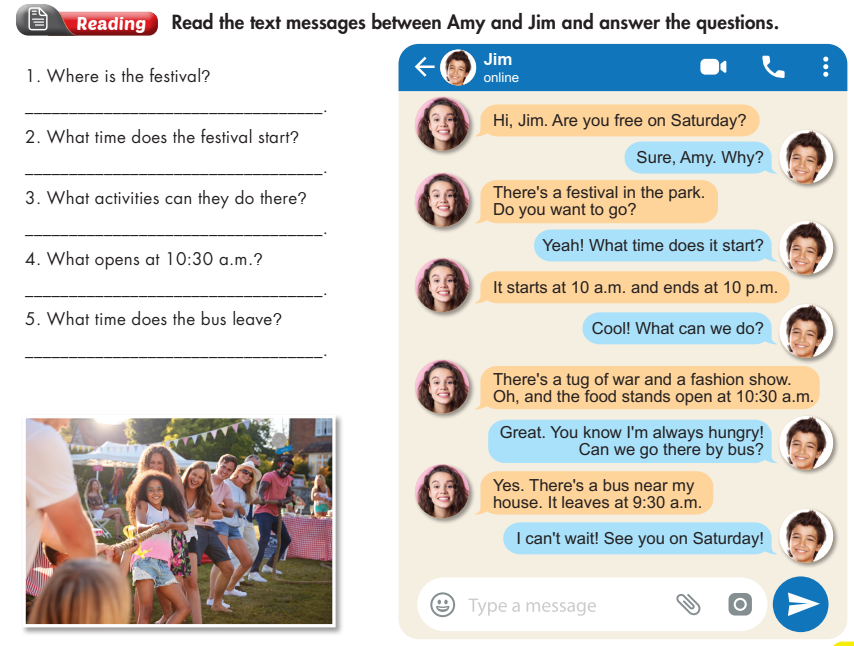 Reading Read the text messages between Amy and Jim and answer the questions.
1. Where is the festival?
__________________________________.
2. What time does the festival start?
__________________________________.
3. What activities can they do there?
__________________________________.
4. What opens at 10:30 a.m.?
__________________________________.
5. What time does the bus leave?
__________________________________.
Jim
online
Hi, Jim. Are you free on Saturday?
Sure, Amy. Why?
There's a festival in the park.
Do you want to go?
Yeah! What time does it start?
It starts at 10 a.m. and ends at 10 p.m.
Cool! What can we do?
There's a tug of war and a fashion show.
Oh, and the food stands open at 10:30 a.m.
Great. You know I'm always hungry!
Can we go there by bus?
Yes. There's a bus near my
house. It leaves at 9:30 a.m.
I can't wait! See you on Saturday!
Type a message